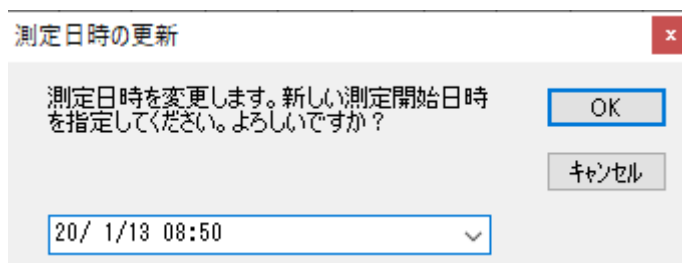 測定日時の更新
測定日時を変更します。新しい測定開始日時
を指定してください。よろしいですか？
OK
キャンセル
20/ 1/13 08:50